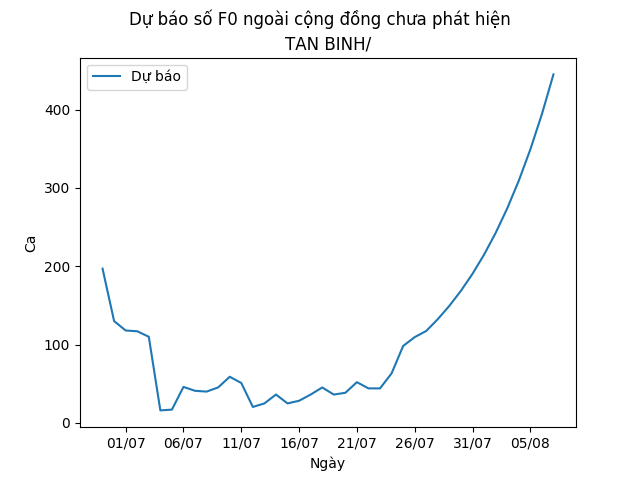 Dự báo số F0 ngoài cộng đồng chưa phát hiện
TAN BINH/
Dự báo
400
300
200
100
0
Ca
01/07 06/07 11/07 16/07 21/07 26/07 31/07 05/08
Ngày